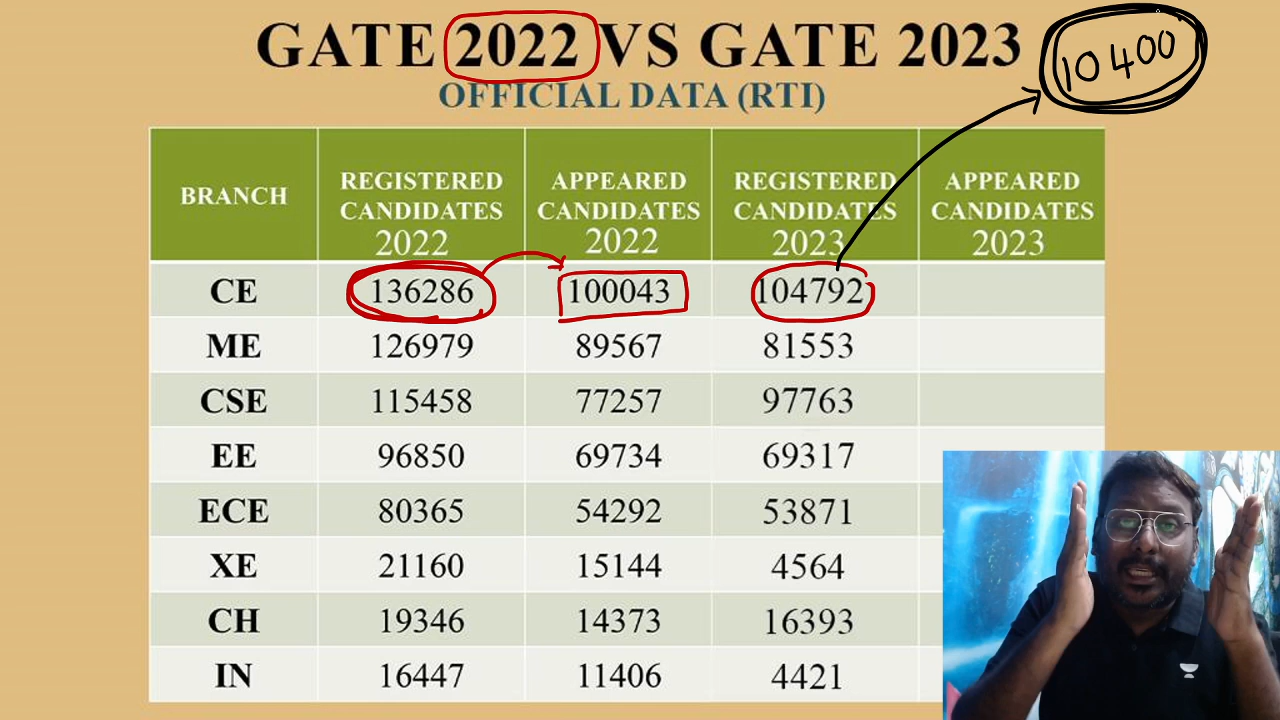 GATE 2022 VS GATE 2023
10400
OFFICIAL DATA (RTI)
BRANCH REGISTERED CANDIDATES 2022 APPEARED CANDIDATES 2022 REGISTERED CANDIDATES 2023 APPEARED CANDIDATES 2023
CE 136286 100043 104792
ME 126979 89567 81553
CSE 115458 77257 97763
EE 96850 69734 69317
ECE 80365 54292 53871
XE 21160 15144 4564
CH 19346 14373 16393
IN 16447 11406 4421